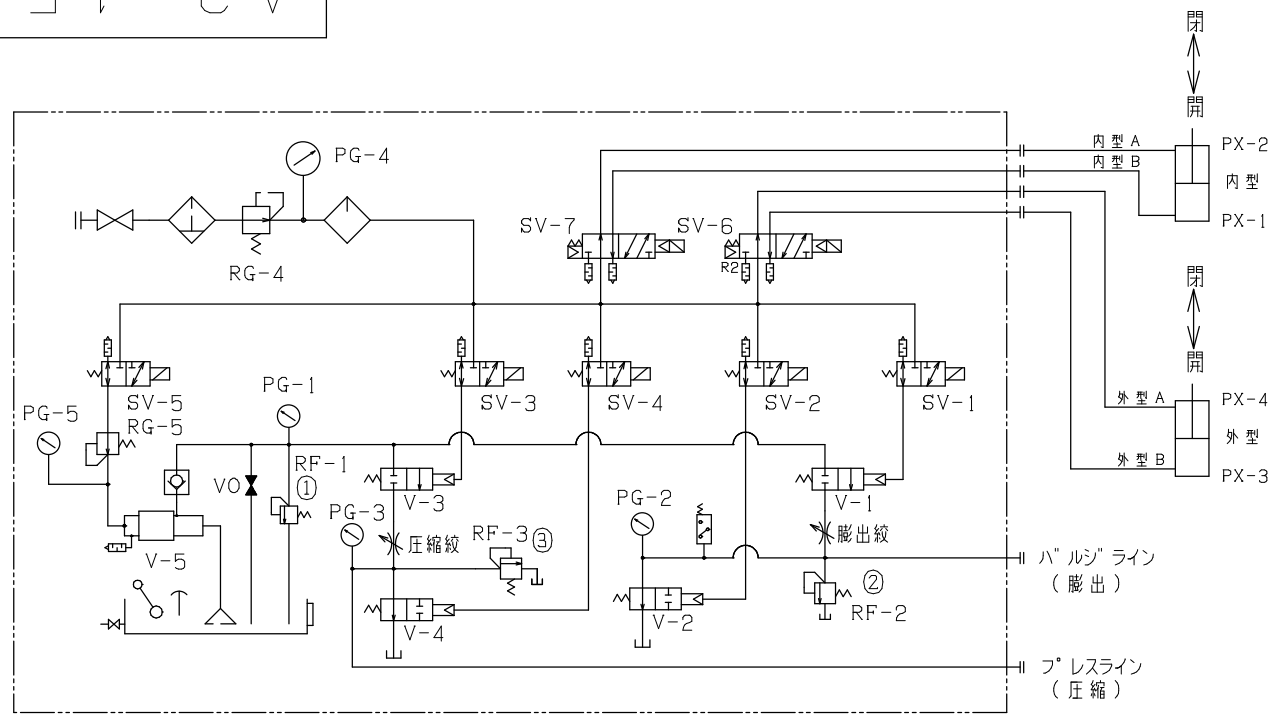 閉
開
PG-4
内型A
PX-2
内型B
内型
SV-7
SV-6
PX-1
R2
RG-4
閉
開
PG-1
SV-5
SV-3
SV-4
SV-2
SV-1
外型A
PX-4
PG-5
RG-5
外型
外型B
RF-1
PX-3
VO
①
V-3
PG-2
V-1
PG-3
圧縮絞
RF-3
③
膨出絞
V-5
バルジライン
(膨出)
②
V-4
V-2
RF-2
プレスライン
(圧縮)